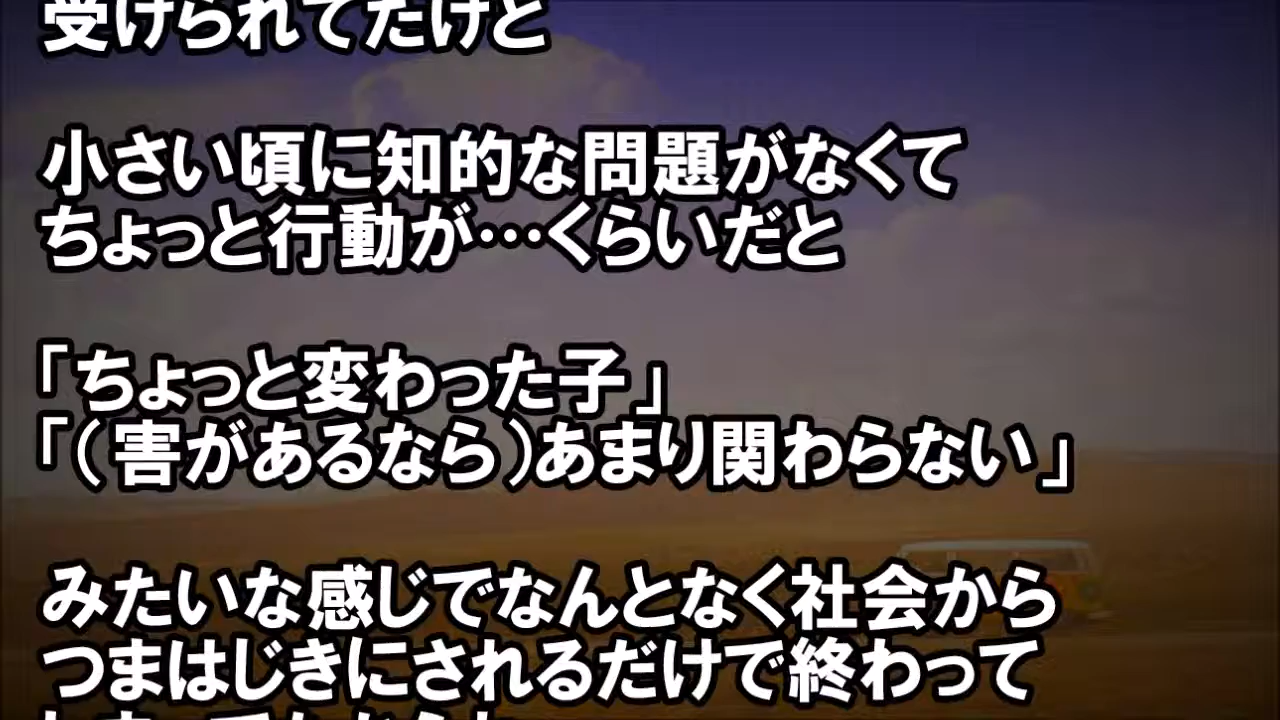 受けられてたけど
小さい頃に知的な問題がなくて
ちょっと行動が…くらいだと
「ちょっと変わった子」
「（害があるなら）あまり関わらない」
みたいな感じでなんとなく社会から
つまはじきにされるだけで終わって